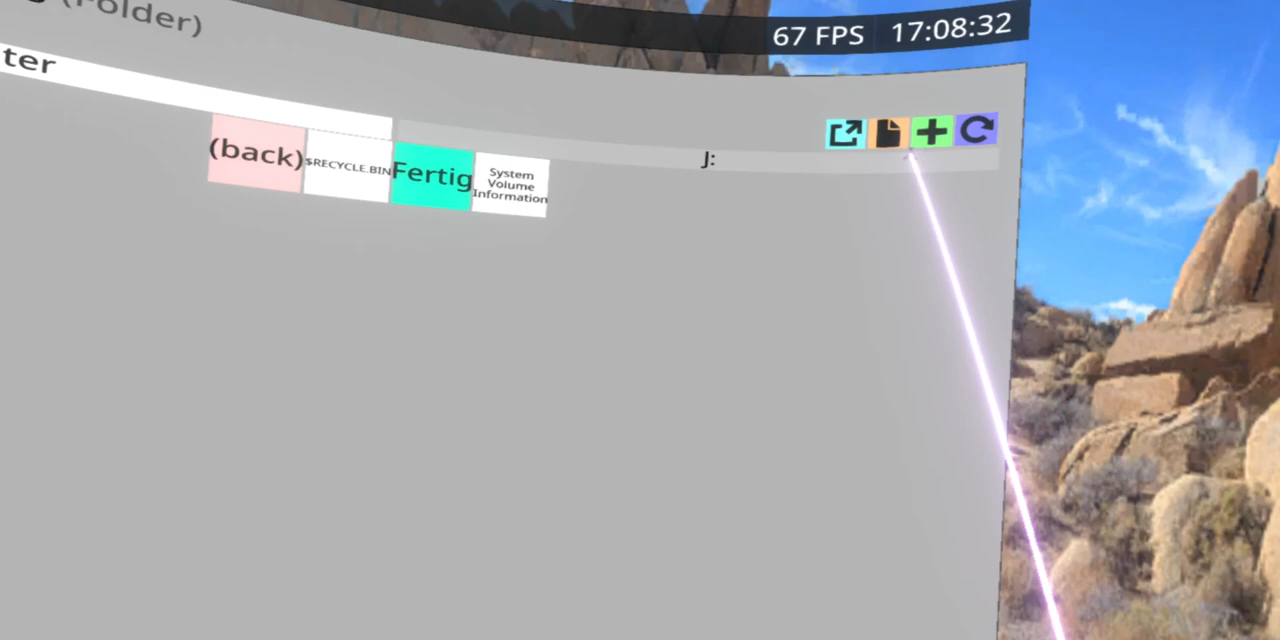 (Folder)
67 FPS
17:08:32
ter
J:
(back)
$RECYCLE.BIN
Fertig
System
Volume
Information